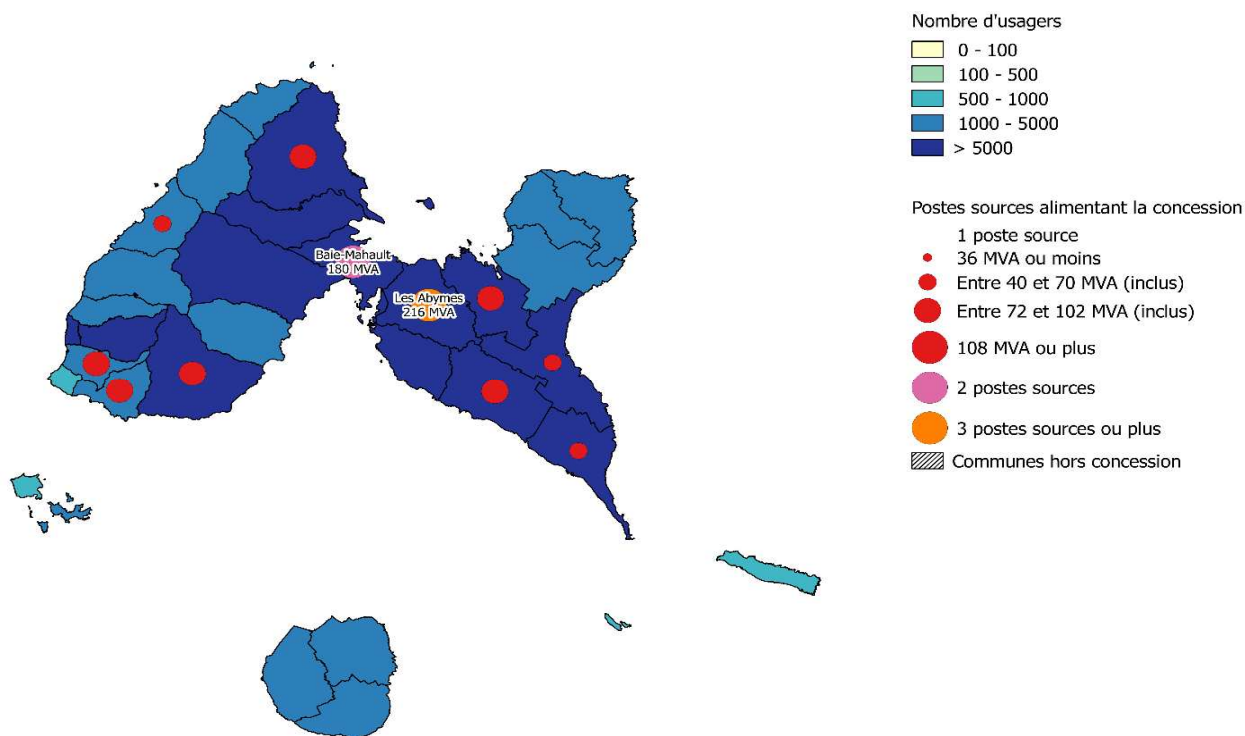 Nombre d'usagers
0 - 100
100 - 500
500 - 1000
1000 - 5000
> 5000
Postes sources alimentant la concession
1 poste source
36 MVA ou moins
Entre 40 et 70 MVA (inclus)
Entre 72 et 102 MVA (inclus)
108 MVA ou plus
2 postes sources
3 postes sources ou plus
Communes hors concession
Baie-Mahault
180 MVA
Les Abymes
216 MVA